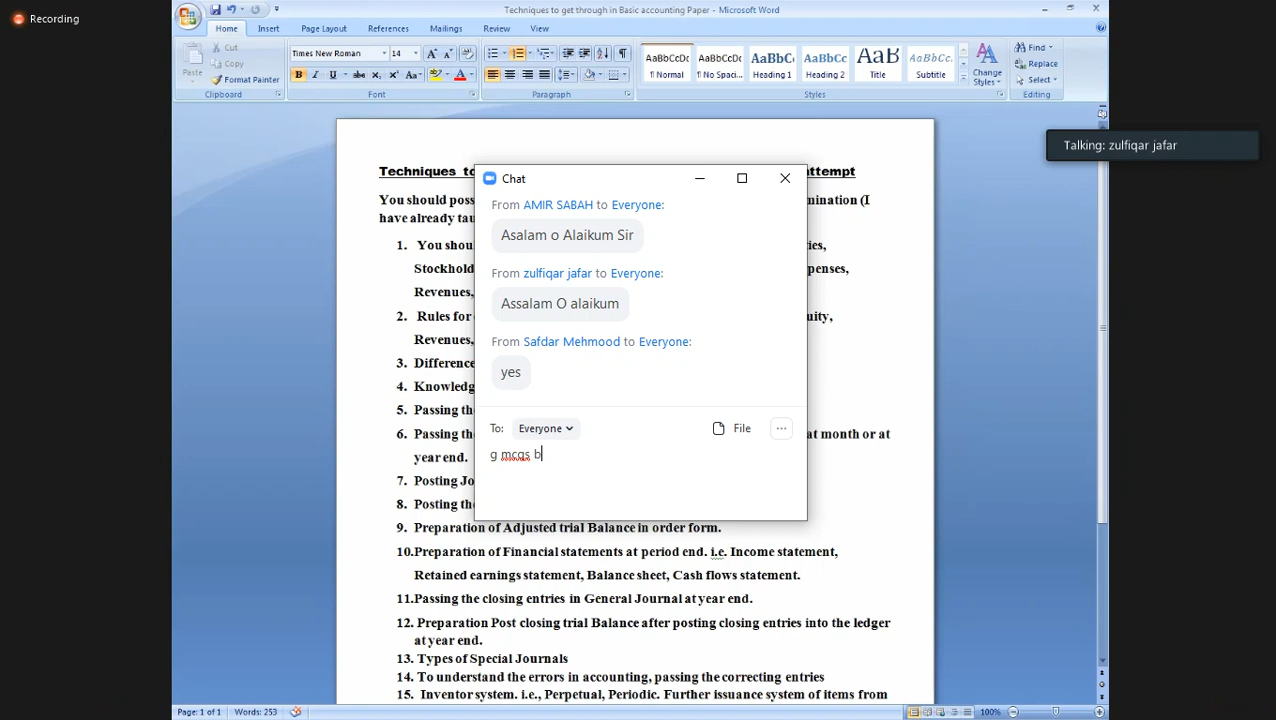 Recording
Techniques to get through in Basic accounting Paper - Microsoft Word
Home Insert Page Layout References Mailings Review View
Paste
Cut
Copy
Format Painter
Clipboard
Times New Roman 14
Font
Paragraph
AaBbCcDc AaBbCcDc AaBbC AaBbCc AaB AaBbCc.
¶ Normal ¶ No Spaci... Heading 1 Heading 2 Title Subtitle
Change Styles
Styles
Find
Replace
Select
Editing
Talking: zulfiqar jafar
Techniques to attempt
You should poss mination (I
have already tau
1. You shou ties,
Stockhold penses,
Revenues,
2. Rules for uity,
Revenues,
3. Difference
4. Knowledg
5. Passing the
6. Passing the at month or at
year end.
7. Posting Jo
8. Posting the
9. Preparation of Adjusted trial Balance in order form.
10.Preparation of Financial statements at period end. i.e. Income statement,
Retained earnings statement, Balance sheet, Cash flows statement.
11.Passing the closing entries in General Journal at year end.
12. Preparation Post closing trial Balance after posting closing entries into the ledger
at year end.
13. Types of Special Journals
14. To understand the errors in accounting, passing the correcting entries
15. Inventor system. i.e., Perpetual, Periodic. Further issuance system of items from
Chat
From AMIR SABAH to Everyone:
Asalam o Alaikum Sir
From zulfiqar jafar to Everyone:
Assalam O alaikum
From Safdar Mehmood to Everyone:
yes
To: Everyone File ...
g mcqs b
Page: 1 of 1 Words: 253 100%